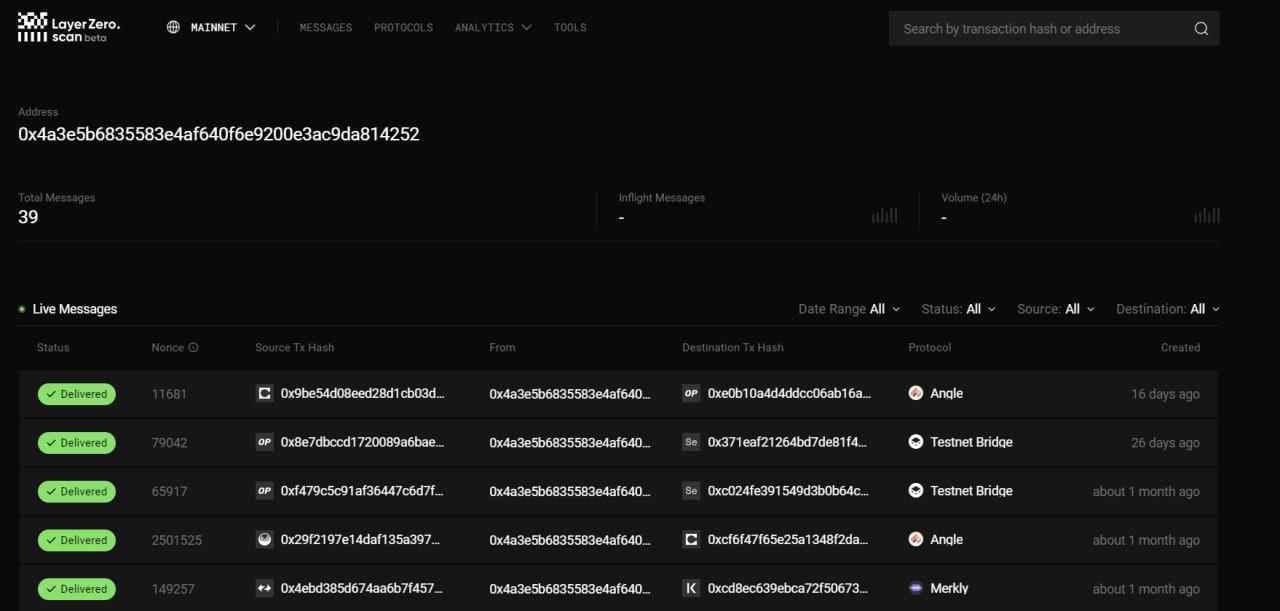 LayerZero.
scan beta
MAINNET MESSAGES PROTOCOLS ANALYTICS TOOLS Search by transaction hash or address
Address
0x4a3e5b6835583e4af640f6e9200e3ac9da814252
Total Messages Inflight Messages Volume (24h)
39 - -
Live Messages Date Range All Status: All Source: All Destination: All
Status Nonce Source Tx Hash From Destination Tx Hash Protocol Created
Delivered 11681 0x9be54d08eed28d1cb03d... 0x4a3e5b6835583e4af640... OP 0xe0b10a4d4ddcc06ab16a... Angle 16 days ago
Delivered 79042 OP 0x8e7dbccd1720089a6bae... 0x4a3e5b6835583e4af640... Se 0x371eaf21264bd7de81f4... Testnet Bridge 26 days ago
Delivered 65917 OP 0xf479c5c91af36447c6d7f... 0x4a3e5b6835583e4af640... Se 0xc024fe391549d3b0b64c... Testnet Bridge about 1 month ago
Delivered 2501525 0x29f2197e14daf135a397... 0x4a3e5b6835583e4af640... 0xcf6f47f65e25a1348f2da... Angle about 1 month ago
Delivered 149257 0x4ebd385d674aa6b7f457... 0x4a3e5b6835583e4af640... K 0xcd8ec639ebca72f50673... Merkly about 1 month ago